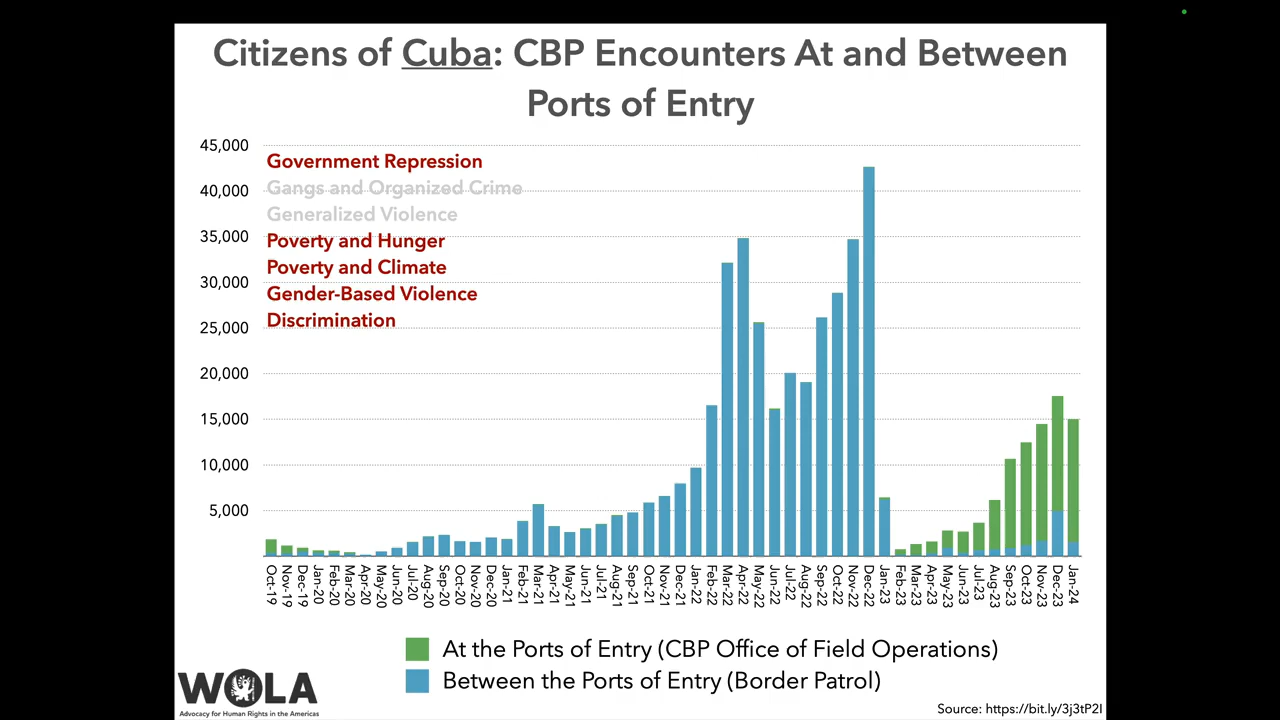 Citizens of Cuba: CBP Encounters At and Between
Ports of Entry
45,000
40,000
35,000
30,000
25,000
20,000
15,000
10,000
5,000
Government Repression
Gangs and Organized Crime
Generalized Violence
Poverty and Hunger
Poverty and Climate
Gender-Based Violence
Discrimination
Oct-19
Nov-19
Dec-19
Jan-20
Feb-20
Mar-20
Apr-20
May-20
Jun-20
Jul-20
Aug-20
Sep-20
Oct-20
Nov-20
Dec-20
Jan-21
Feb-21
Mar-21
Apr-21
May-21
Jun-21
Jul-21
Aug-21
Sep-21
Oct-21
Nov-21
Dec-21
Jan-22
Feb-22
Mar-22
Apr-22
May-22
Jun-22
Jul-22
Aug-22
Sep-22
Oct-22
Nov-22
Dec-22
Jan-23
Feb-23
Mar-23
Apr-23
May-23
Jun-23
Jul-23
Aug-23
Sep-23
Oct-23
Nov-23
Dec-23
Jan-24
At the Ports of Entry (CBP Office of Field Operations)
Between the Ports of Entry (Border Patrol)
WOLA
Advocacy for Human Rights in the Americas
Source: https://bit.ly/3j3tP2I